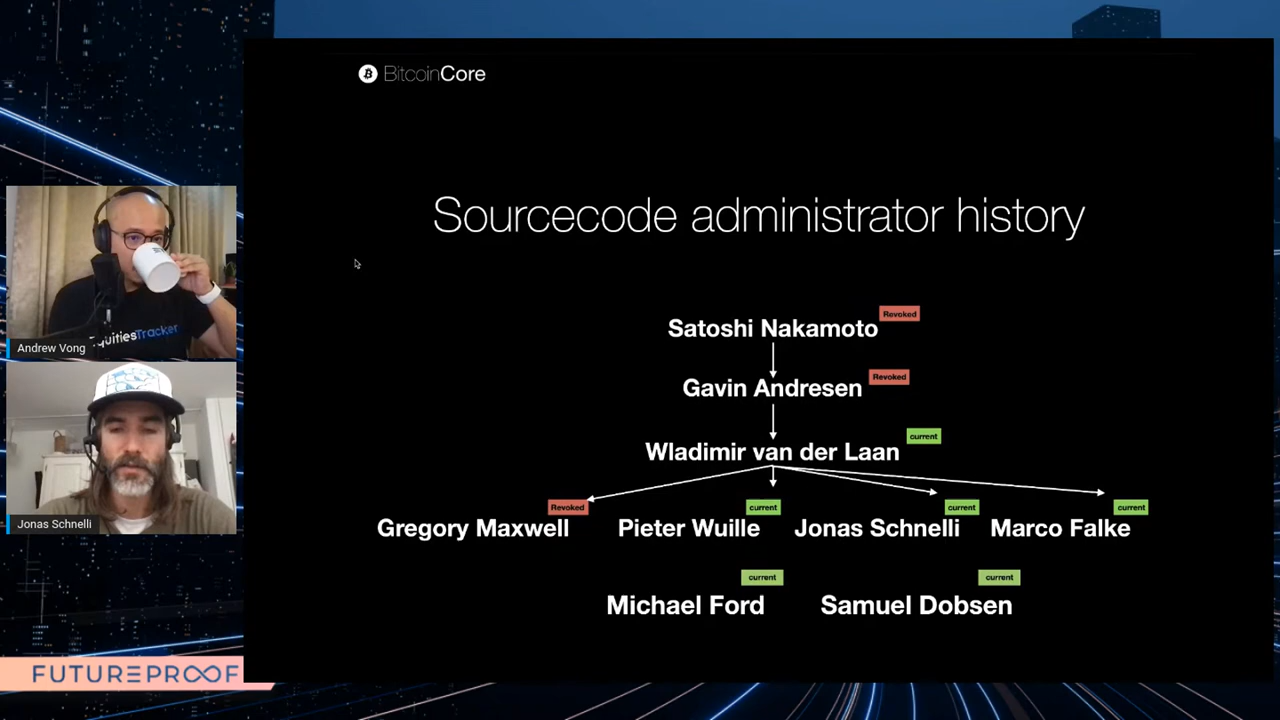 BitcoinCore
Sourcecode administrator history
Revoked
Satoshi Nakamoto
Revoked
Gavin Andresen
current
Wladimir van der Laan
Revoked
current
current
current
Gregory Maxwell
Pieter Wuille
Jonas Schnelli
Marco Falke
current
current
Michael Ford
Samuel Dobsen
quitiesTracker
Andrew Vong
Jonas Schnelli
FUTUREPROOF